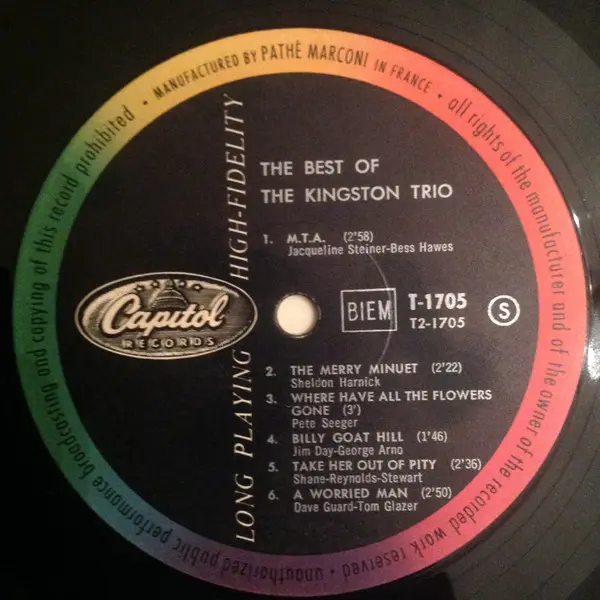 MANUFACTURED BY PATHÉ MARCONI IN FRANCE • all rights of the manufacturer and of the owner of the recorded work reserved • unauthorized public performance broadcasting and copying of this record prohibited •
LONG PLAYING HIGH-FIDELITY
Capitol
RECORDS
THE BEST OF
THE KINGSTON TRIO
1. M.T.A. (2'58)
Jacqueline Steiner-Bess Hawes
BIEM
T-1705
T2-1705
S
2. THE MERRY MINUET (2'22)
Sheldon Harnick
3. WHERE HAVE ALL THE FLOWERS
GONE (3')
Pete Seeger
4. BILLY GOAT HILL (1'46)
Jim Day-George Arno
5. TAKE HER OUT OF PITY (2'36)
Shane-Reynolds-Stewart
6. A WORRIED MAN (2'50)
Dave Guard-Tom Glazer